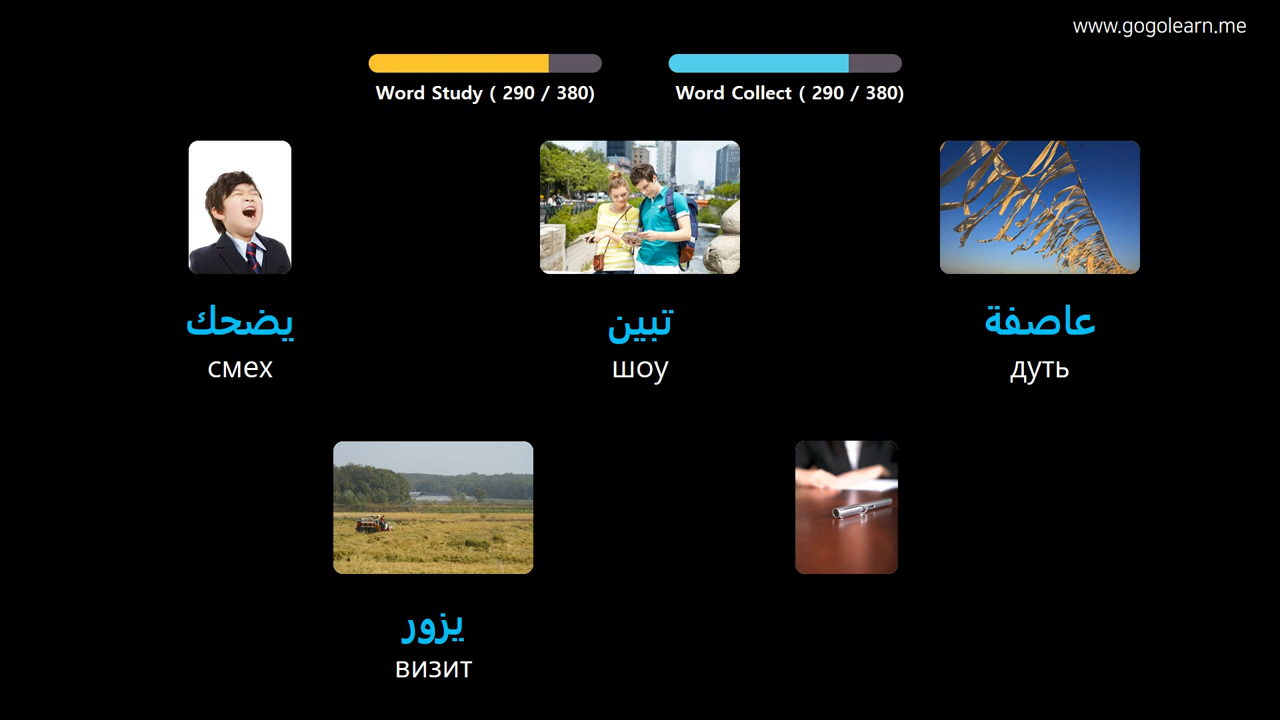 www.gogolearn.me
Word Study ( 290 / 380)
Word Collect ( 290 / 380)
يضحك
смех
تبين
шоу
عاصفة
дуть
يزور
визит